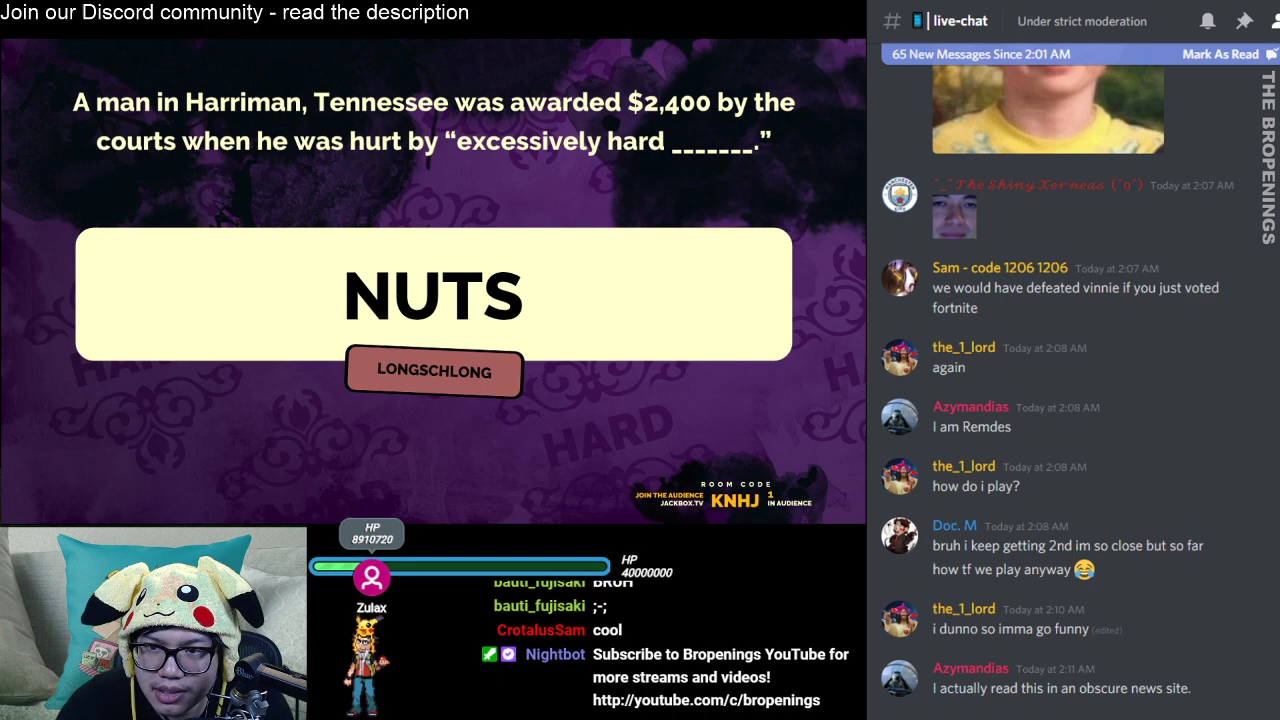 Join our Discord community - read the description
A man in Harriman, Tennessee was awarded $2,400 by the
courts when he was hurt by “excessively hard _______.”
NUTS
LONGSCHLONG
HARD
HARD
ROOM CODE
JOIN THE AUDIENCE
JACKBOX.TV
KNHJ
1
IN AUDIENCE
HP
8910720
HP
40000000
Zulax
bauti_fujisaki BRUH
bauti_fujisaki ;-;
CrotalusSam cool
Nightbot Subscribe to Bropenings YouTube for
more streams and videos!
http://youtube.com/c/bropenings
# live-chat Under strict moderation
65 New Messages Since 2:01 AM Mark As Read
THE BROPENINGS
MANCHESTER
CITY
^_^ The Shiny Xerneas (^o^) Today at 2:07 AM
Sam - code 1206 1206 Today at 2:07 AM
we would have defeated vinnie if you just voted
fortnite
the_1_lord Today at 2:08 AM
again
Azymandias Today at 2:08 AM
I am Remdes
the_1_lord Today at 2:08 AM
how do i play?
Doc. M Today at 2:08 AM
bruh i keep getting 2nd im so close but so far
how tf we play anyway 😂
the_1_lord Today at 2:10 AM
i dunno so imma go funny (edited)
Azymandias Today at 2:11 AM
I actually read this in an obscure news site.